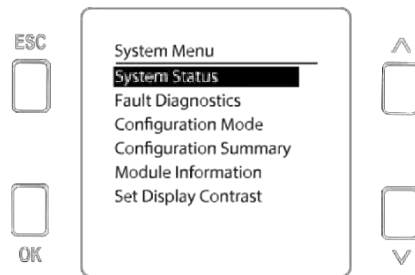 ESC
System Menu
System Status
Fault Diagnostics
Configuration Mode
Configuration Summary
Module Information
Set Display Contrast
OK